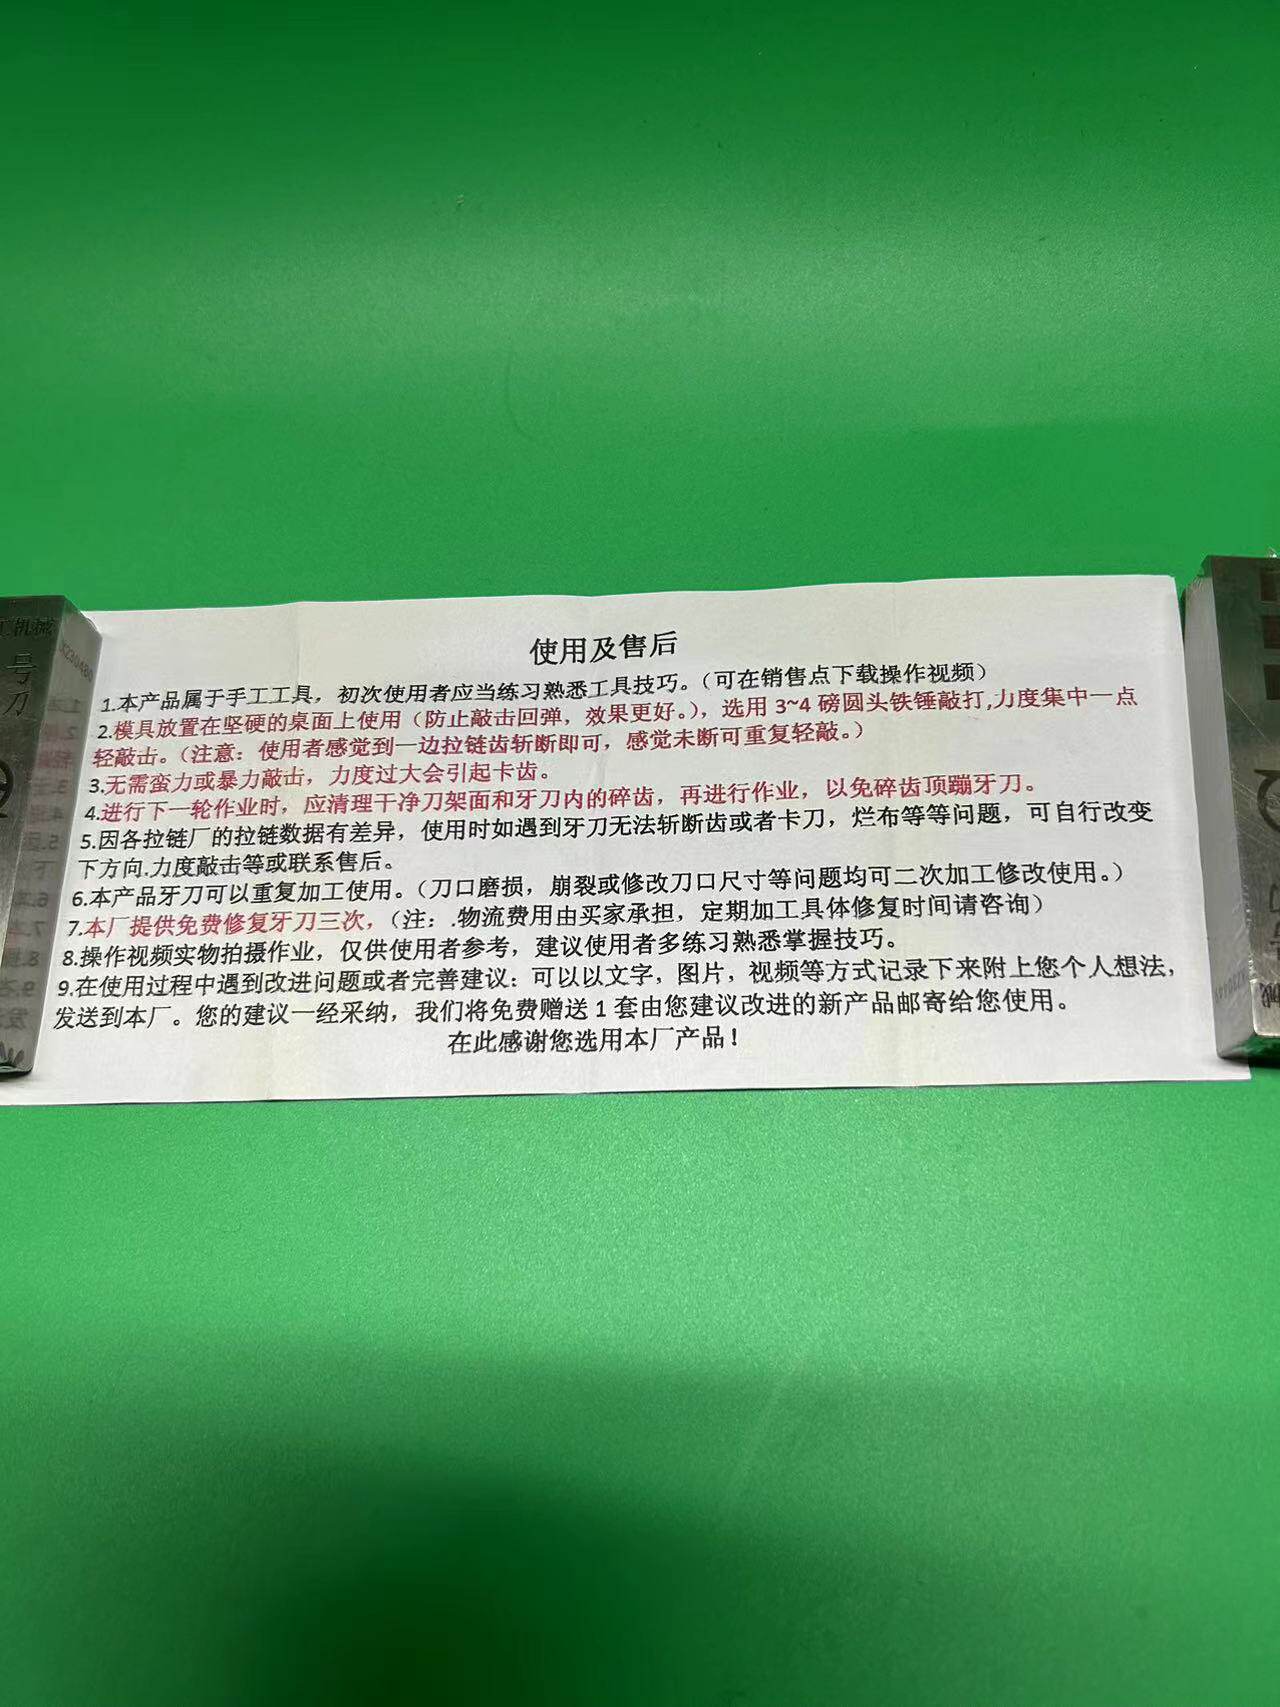 使用及售后
1.本产品属于手工工具，初次使用者应当练习熟悉工具技巧。（可在销售点下载操作视频）
2.模具放置在坚硬的桌面上使用（防止敲击回弹，效果更好。），选用 3~4 磅圆头铁锤敲打,力度集中一点
轻敲击。（注意：使用者感觉到一边拉链齿斩断即可，感觉未断可重复轻敲。）
3.无需蛮力或暴力敲击，力度过大会引起卡齿。
4.进行下一轮作业时，应清理干净刀架面和牙刀内的碎齿，再进行作业，以免碎齿顶蹦牙刀。
5.因各拉链厂的拉链数据有差异，使用时如遇到牙刀无法斩断齿或者卡刀，烂布等等问题，可自行改变
下方向.力度敲击等或联系售后。
6.本产品牙刀可以重复加工使用。（刀口磨损，崩裂或修改刀口尺寸等问题均可二次加工修改使用。）
7.本厂提供免费修复牙刀三次，（注：.物流费用由买家承担，定期加工具体修复时间请咨询）
8.操作视频实物拍摄作业，仅供使用者参考，建议使用者多练习熟悉掌握技巧。
9.在使用过程中遇到改进问题或者完善建议：可以以文字，图片，视频等方式记录下来附上您个人想法，
发送到本厂。您的建议一经采纳，我们将免费赠送 1 套由您建议改进的新产品邮寄给您使用。
在此感谢您选用本厂产品！
工机械
号刀